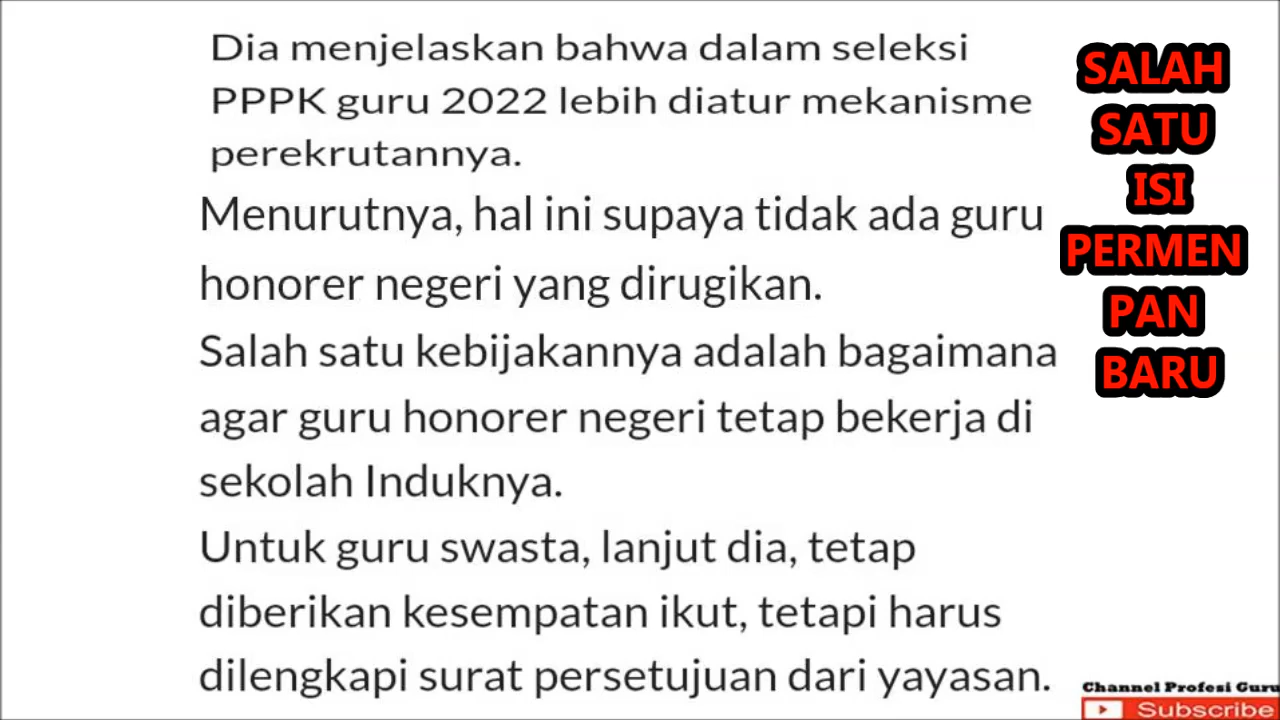 Dia menjelaskan bahwa dalam seleksi
PPPK guru 2022 lebih diatur mekanisme
perekrutannya.
Menurutnya, hal ini supaya tidak ada guru
honorer negeri yang dirugikan.
Salah satu kebijakannya adalah bagaimana
agar guru honorer negeri tetap bekerja di
sekolah Induknya.
Untuk guru swasta, lanjut dia, tetap
diberikan kesempatan ikut, tetapi harus
dilengkapi surat persetujuan dari yayasan.
SALAH
SATU
ISI
PERMEN
PAN
BARU
Channel Profesi Guru
Subscribe